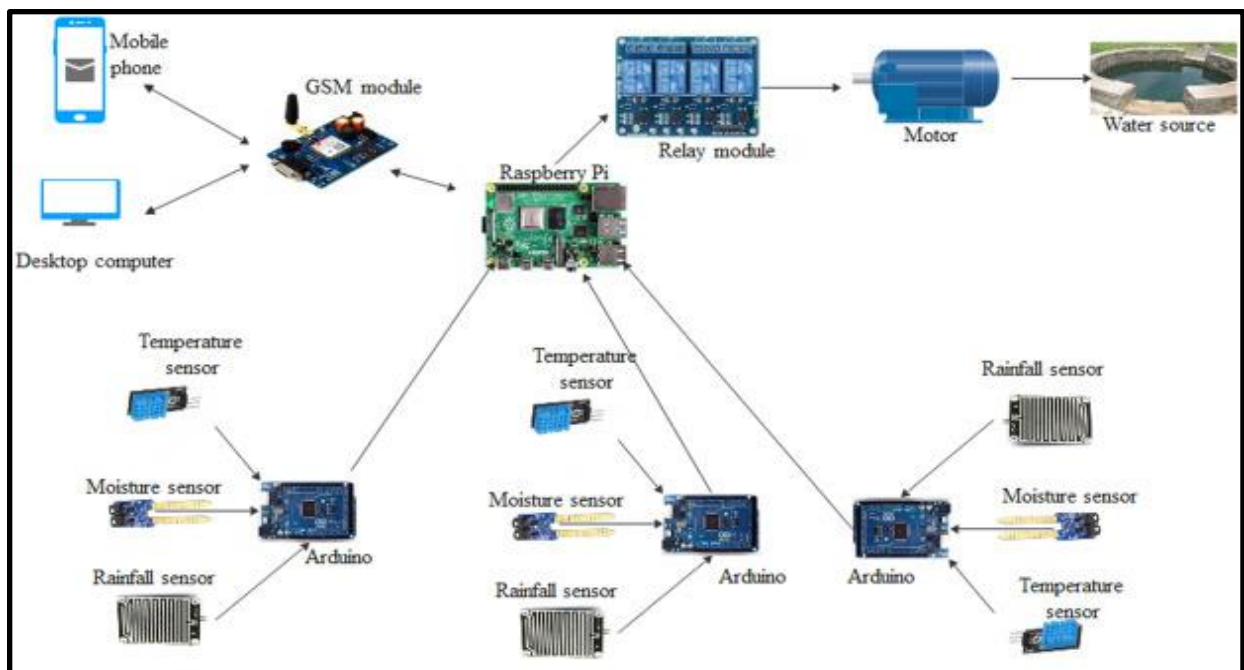 Mobile
phone
GSM module
Relay module
Motor
Water source
Raspberry Pi
Desktop computer
Temperature
sensor
Moisture sensor
Rainfall sensor
Arduino
Temperature
sensor
Moisture sensor
Rainfall sensor
Arduino
Rainfall sensor
Moisture sensor
Arduino
Temperature
sensor